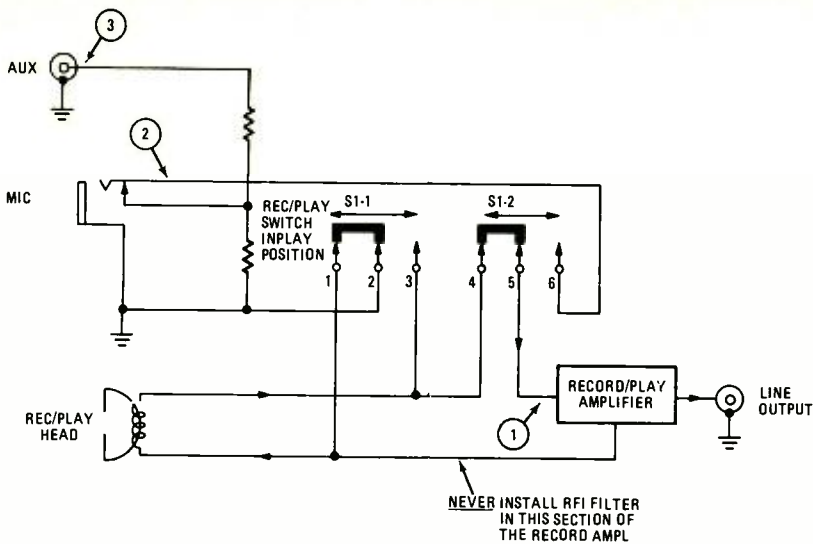 3
AUX
2
MIC
REC/PLAY
SWITCH
INPLAY
POSITION
S1-1
S1-2
1
2
3
4
5
6
REC/PLAY
HEAD
1
RECORD/PLAY
AMPLIFIER
LINE
OUTPUT
NEVER INSTALL RFI FILTER
IN THIS SECTION OF
THE RECORD AMPL